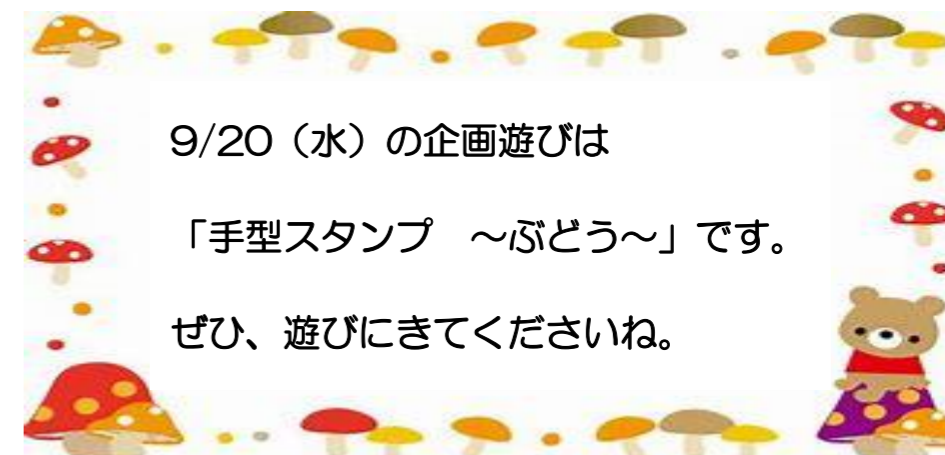 9/20（水）の企画遊びは
「手型スタンプ　～ぶどう～」です。
ぜひ、遊びにきてくださいね。